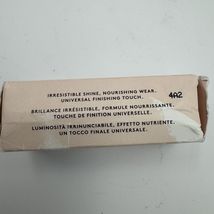 IRRESISTIBLE SHINE, NOURISHING WEAR.
UNIVERSAL FINISHING TOUCH.
4A2
BRILLANCE IRRÉSISTIBLE, FORMULE NOURRISSANTE.
TOUCHE DE FINITION UNIVERSELLE.
LUMINOSITÀ IRRINUNCIABILE, EFFETTO NUTRIENTE.
UN TOCCO FINALE UNIVERSALE.